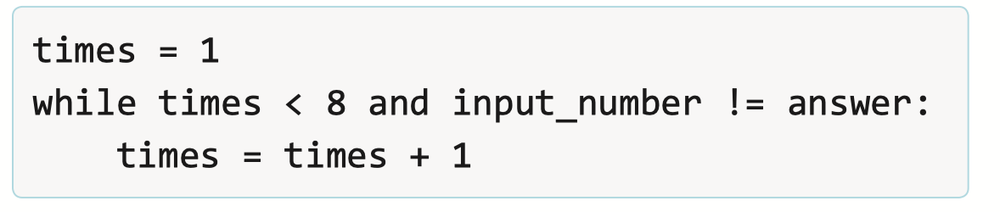 times = 1
while times < 8 and input_number != answer:
    times = times + 1